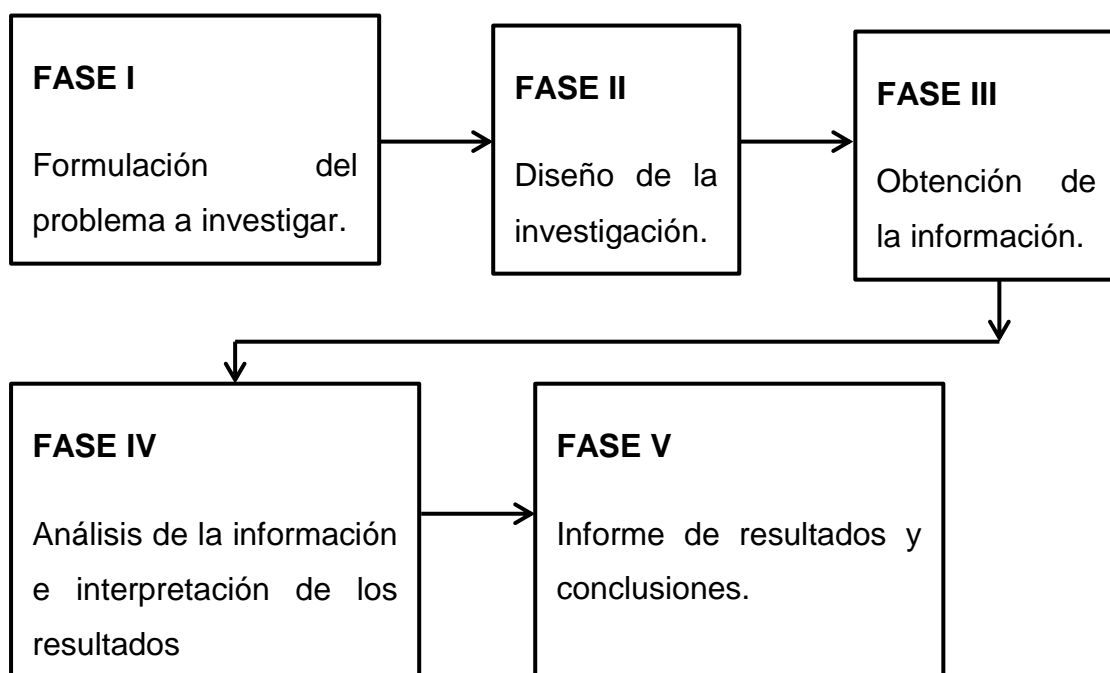 FASE I
Formulación del
problema a investigar.
FASE II
Diseño de la
investigación.
FASE III
Obtención de
la información.
FASE IV
Análisis de la información
e interpretación de los
resultados
FASE V
Informe de resultados y
conclusiones.